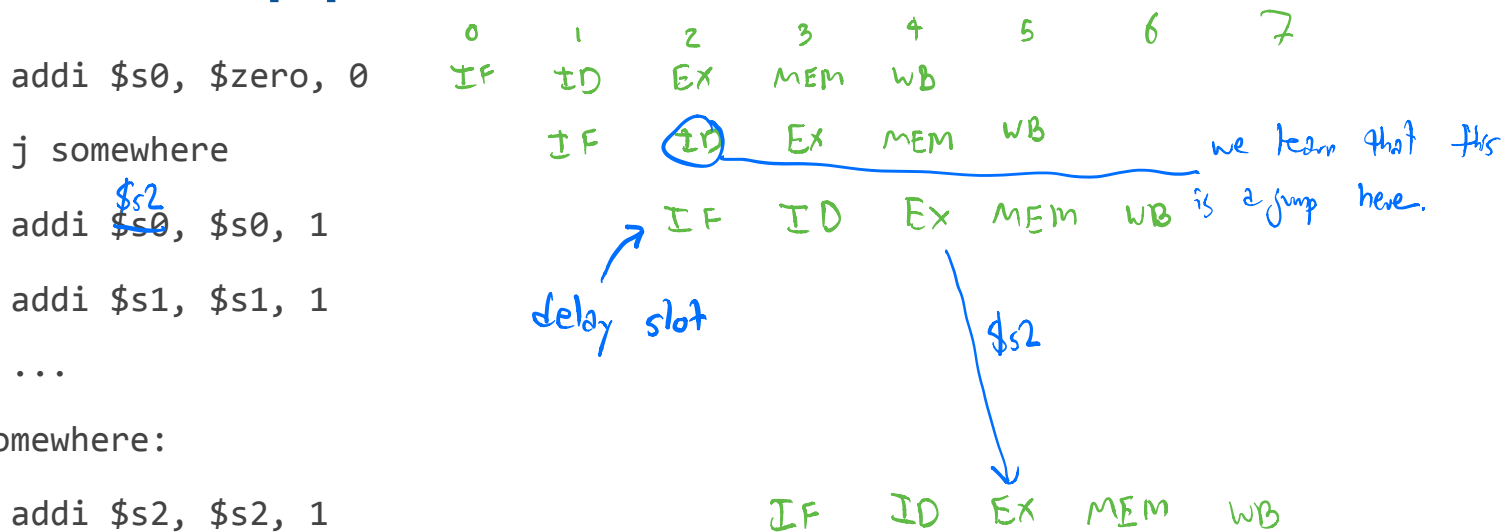 0 1 2 3 4 5 6 7
addi $s0, $zero, 0 IF ID EX MEM WB
j somewhere IF ID EX MEM WB
we learn that this
is a jump here.
$s2
addi $s0, $s0, 1 IF ID EX MEM WB
addi $s1, $s1, 1
delay slot
$s2
...
omewhere:
addi $s2, $s2, 1 IF ID EX MEM WB